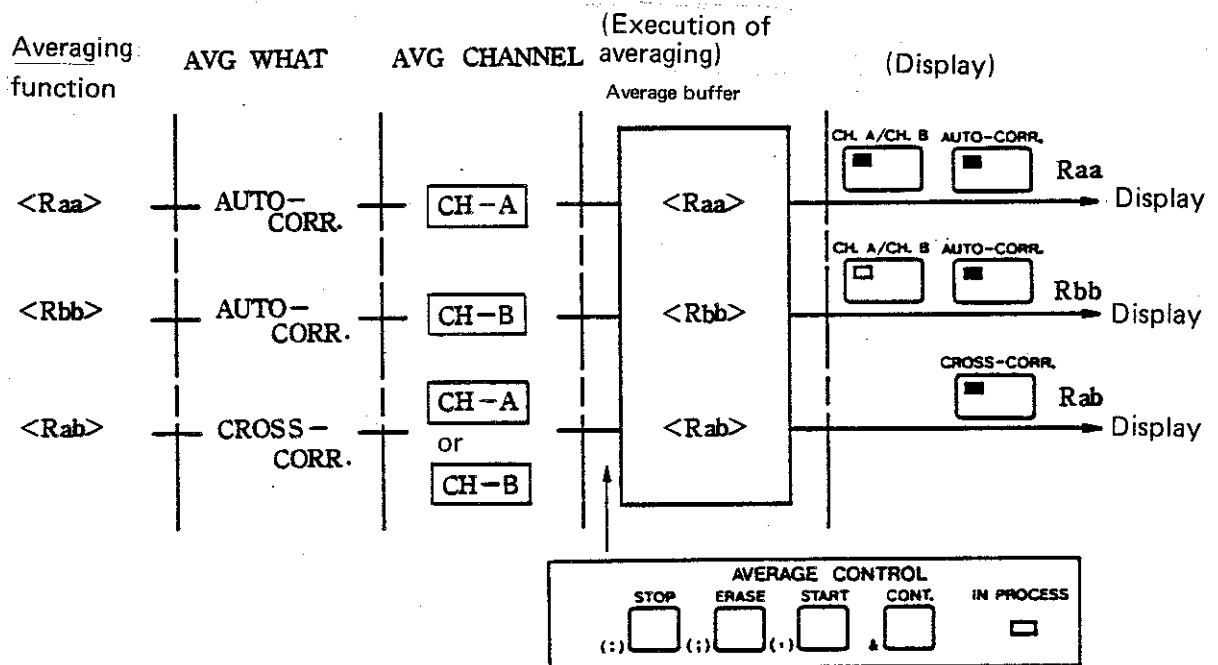 Averaging
function
AVG WHAT
AVG CHANNEL
(Execution of
averaging)
Average buffer
(Display)
<Raa>
AUTO-
CORR.
CH-A
<Raa>
CH. A/CH. B
AUTO-CORR.
Raa
Display
<Rbb>
AUTO-
CORR.
CH-B
<Rbb>
CH. A/CH. B
AUTO-CORR.
Rbb
Display
<Rab>
CROSS-
CORR.
CH-A
or
CH-B
<Rab>
CROSS-CORR.
Rab
Display
AVERAGE CONTROL
STOP
ERASE
START
CONT.
IN PROCESS
(:)
(;)
&